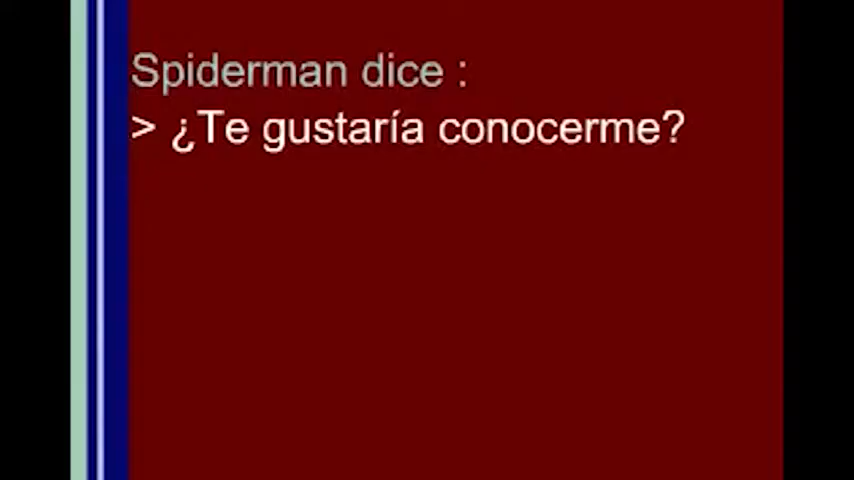 Spiderman dice :
> ¿Te gustaría conocerme?